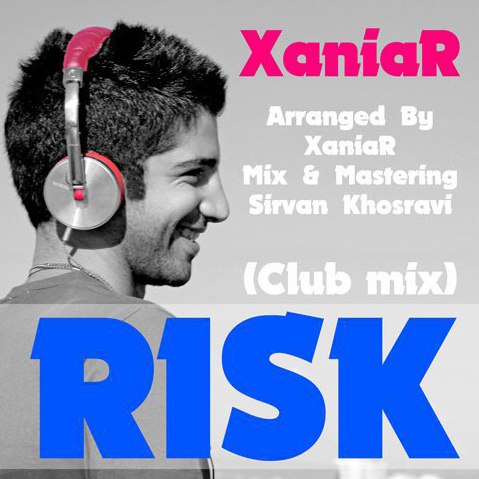 XaniaR
Arranged By
XaniaR
Mix & Mastering
Sirvan Khosravi
(Club mix)
RISK